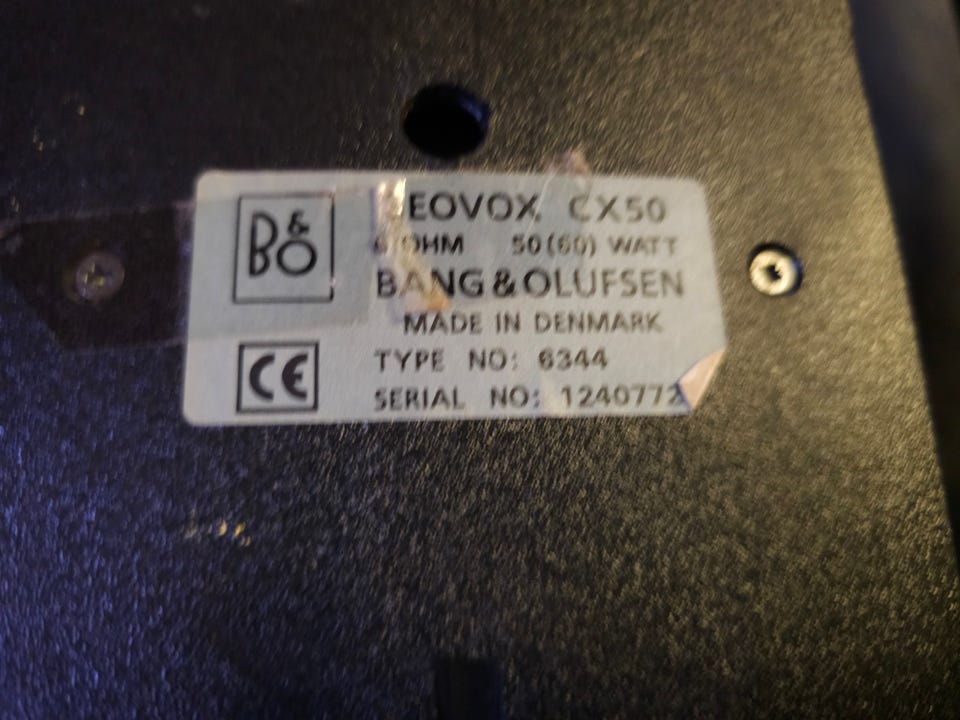 B&O
BEOVOX CX50
6 OHM 50(60) WATT
BANG & OLUFSEN
MADE IN DENMARK
CE
TYPE NO: 6344
SERIAL NO: 1240772